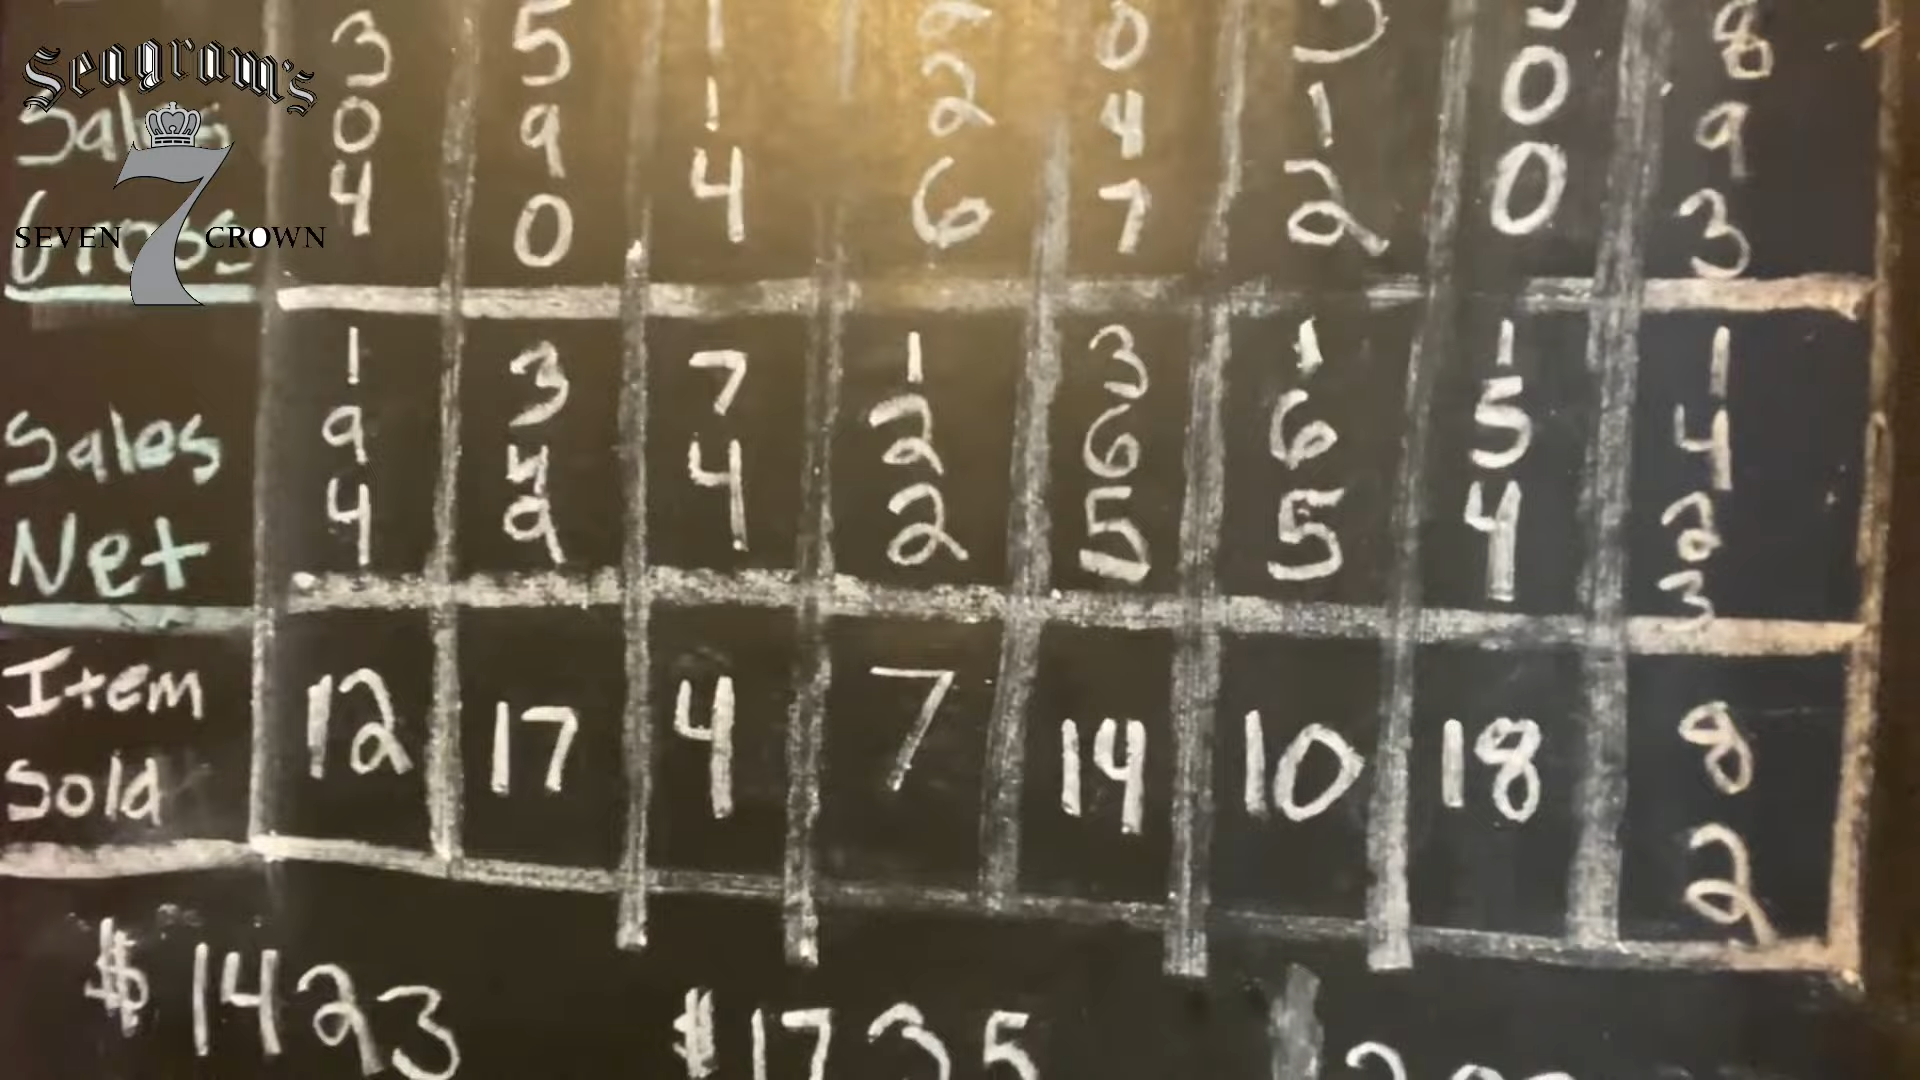 Seagram's
SEVEN 7 CROWN
Sales
Gross
3 5 1 2 0 3 0 8
0 9 1 6 4 1 0 9
4 0 4 7 2 3
Sales
Net
1 3 7 1 3 1 1 1
9 4 4 2 6 6 5 4
4 9 2 5 5 4 2
3
Item
Sold
12 17 4 7 14 10 18 8
2
$ 1423
$ 1735